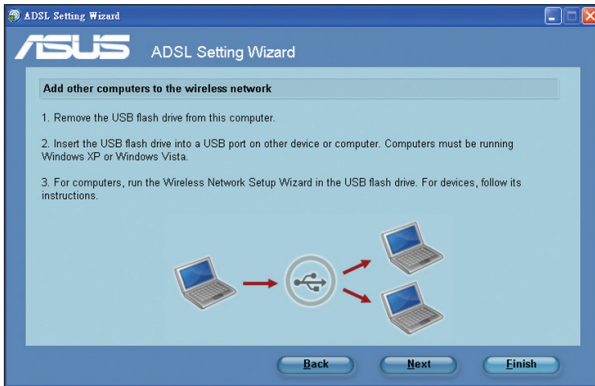 ADSL Setting Wizard
ASUS ADSL Setting Wizard
Add other computers to the wireless network
1. Remove the USB flash drive from this computer.
2. Insert the USB flash drive into a USB port on other device or computer. Computers must be running
Windows XP or Windows Vista.
3. For computers, run the Wireless Network Setup Wizard in the USB flash drive. For devices, follow its
instructions.
Back Next Finish